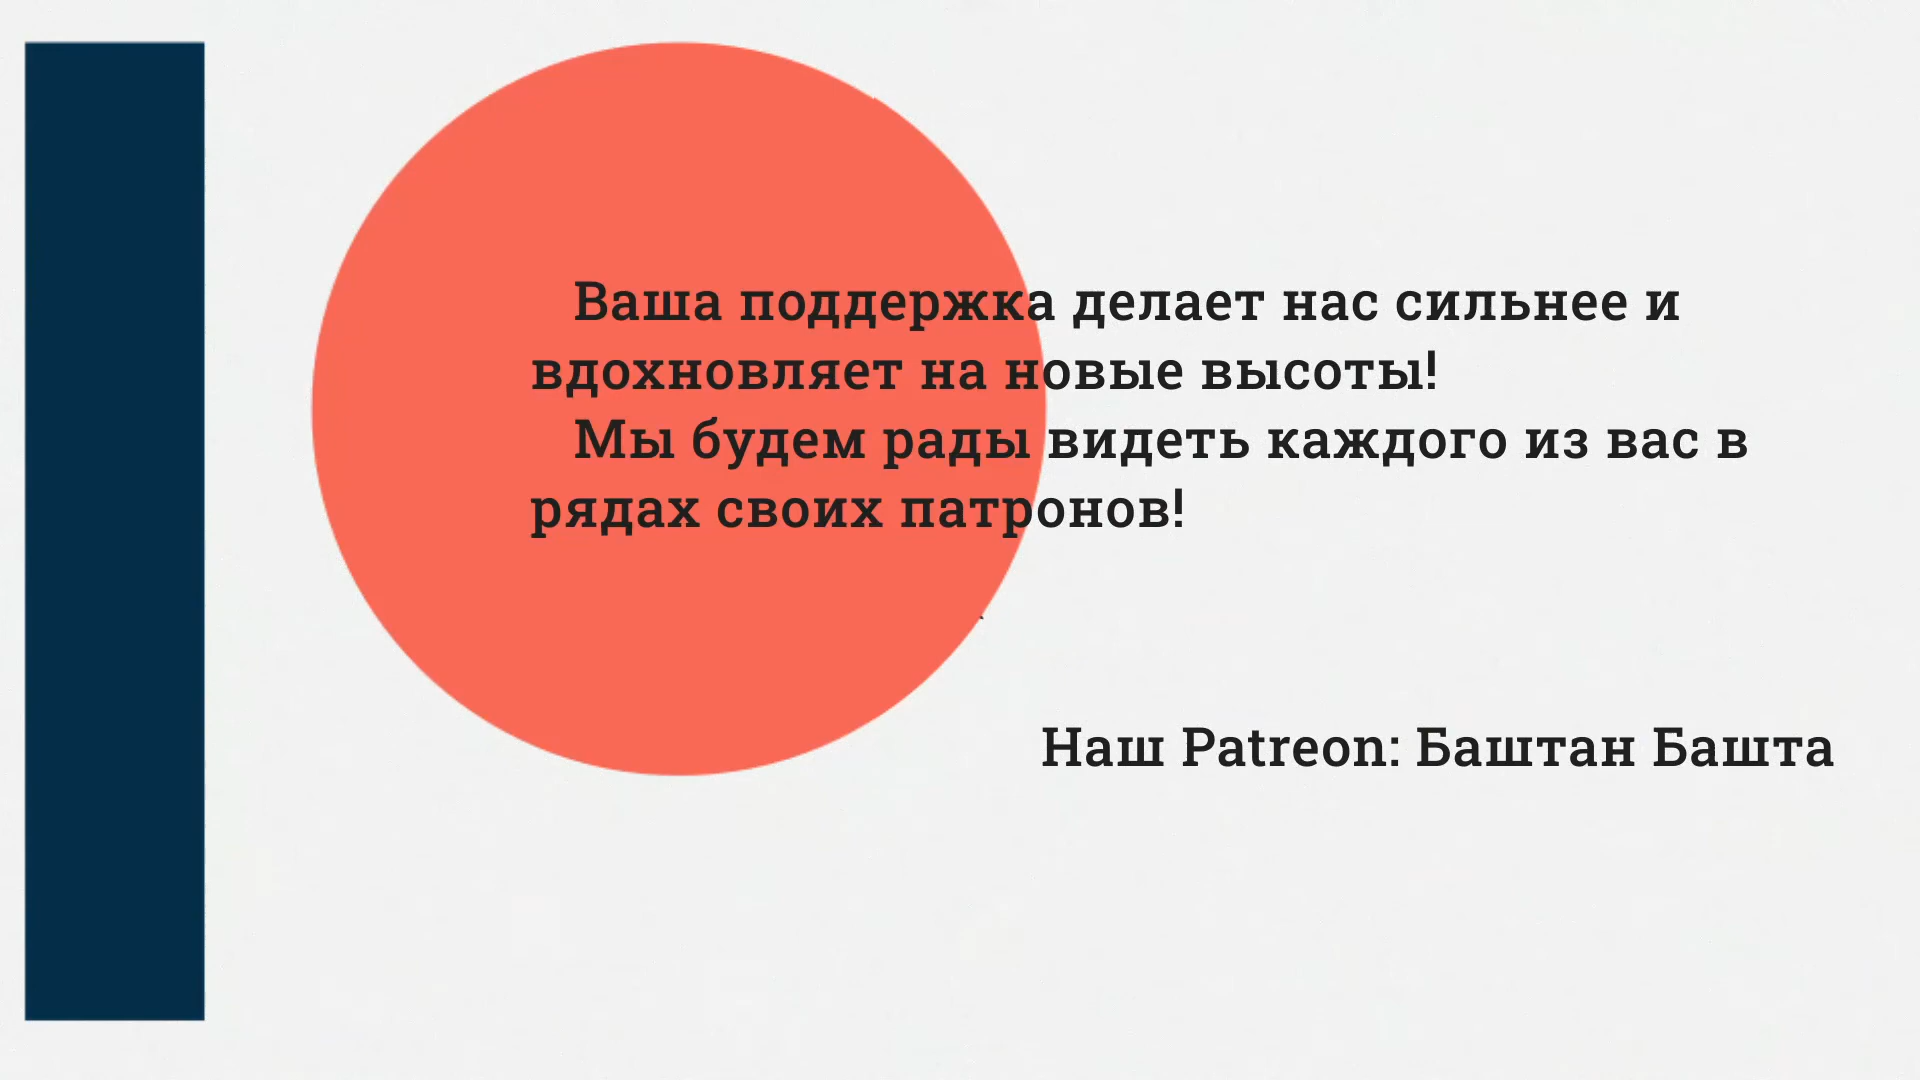 Ваша поддержка делает нас сильнее и
вдохновляет на новые высоты!
Мы будем рады видеть каждого из вас в
рядах своих патронов!
Наш Patreon: Баштан Башта